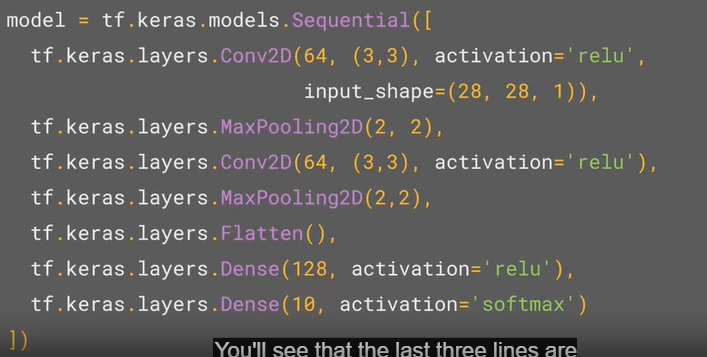 model = tf.keras.models.Sequential([
  tf.keras.layers.Conv2D(64, (3,3), activation='relu',
                         input_shape=(28, 28, 1)),
  tf.keras.layers.MaxPooling2D(2, 2),
  tf.keras.layers.Conv2D(64, (3,3), activation='relu'),
  tf.keras.layers.MaxPooling2D(2,2),
  tf.keras.layers.Flatten(),
  tf.keras.layers.Dense(128, activation='relu'),
  tf.keras.layers.Dense(10, activation='softmax')
])
You'll see that the last three lines are